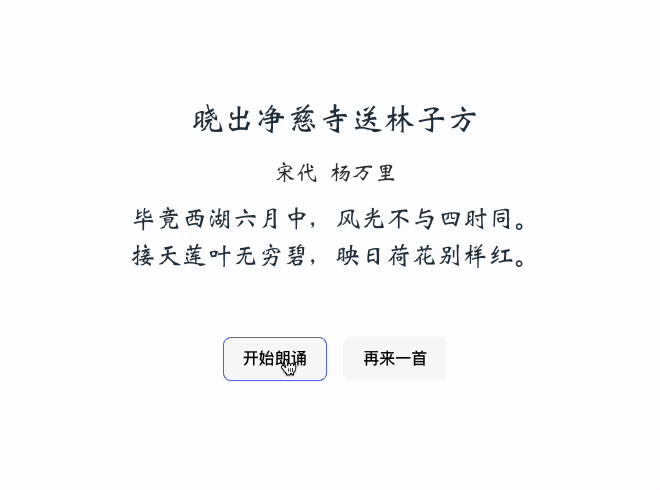 晓出净慈寺送林子方
宋代 杨万里
毕竟西湖六月中，风光不与四时同。
接天莲叶无穷碧，映日荷花别样红。
开始朗诵
再来一首